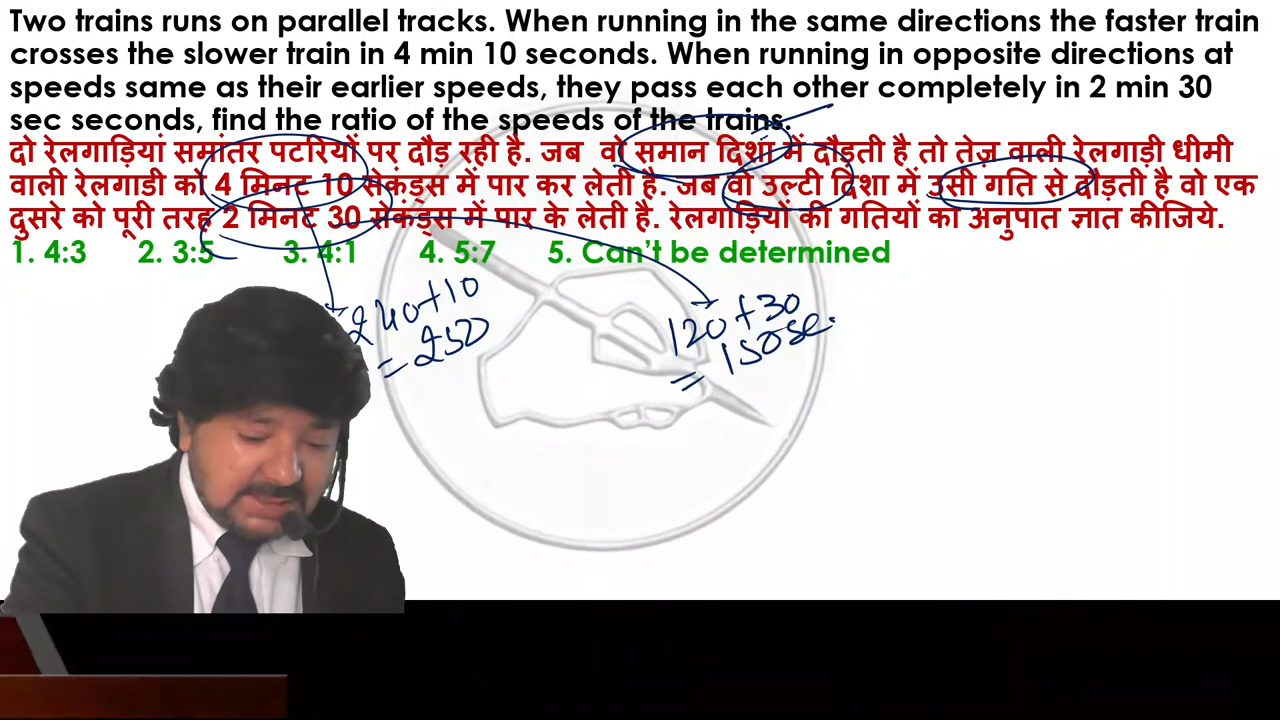 Two trains runs on parallel tracks. When running in the same directions the faster train
crosses the slower train in 4 min 10 seconds. When running in opposite directions at
speeds same as their earlier speeds, they pass each other completely in 2 min 30
sec seconds, find the ratio of the speeds of the trains.
दो रेलगाड़ियां समांतर पटरियों पर दौड़ रही है. जब वो समान दिशा में दौड़ती है तो तेज़ वाली रेलगाड़ी धीमी
वाली रेलगाडी को 4 मिनट 10 सेकंड्स में पार कर लेती है. जब वो उल्टी दिशा में उसी गति से दौड़ती है वो एक
दुसरे को पूरी तरह 2 मिनट 30 सेकंड्स में पार के लेती है. रेलगाड़ियों की गतियों का अनुपात ज्ञात कीजिये.
1. 4:3 2. 3:5 3. 4:1 4. 5:7 5. Can't be determined
240+10
= 250
120+30
= 150se.